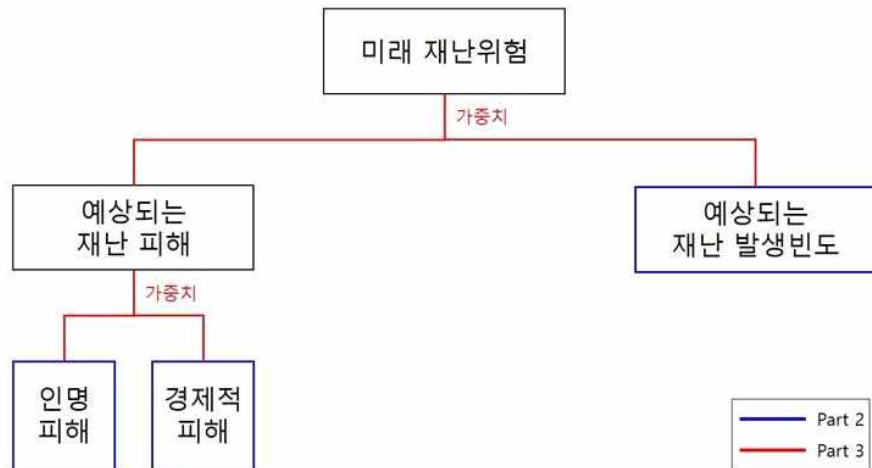 미래 재난위험
가중치
예상되는
재난 피해
예상되는
재난 발생빈도
가중치
인명
피해
경제적
피해
Part 2
Part 3